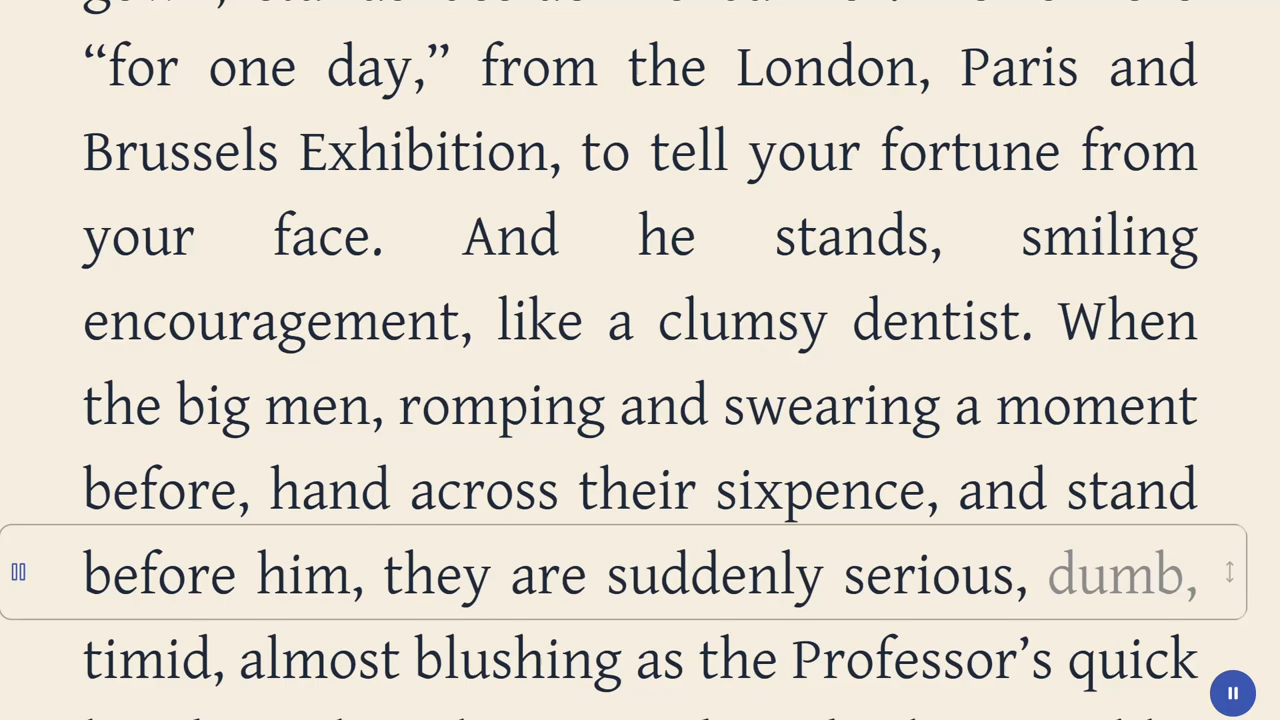 “for one day,” from the London, Paris and
Brussels Exhibition, to tell your fortune from
your face. And he stands, smiling
encouragement, like a clumsy dentist. When
the big men, romping and swearing a moment
before, hand across their sixpence, and stand
before him, they are suddenly serious, dumb,
timid, almost blushing as the Professor’s quick